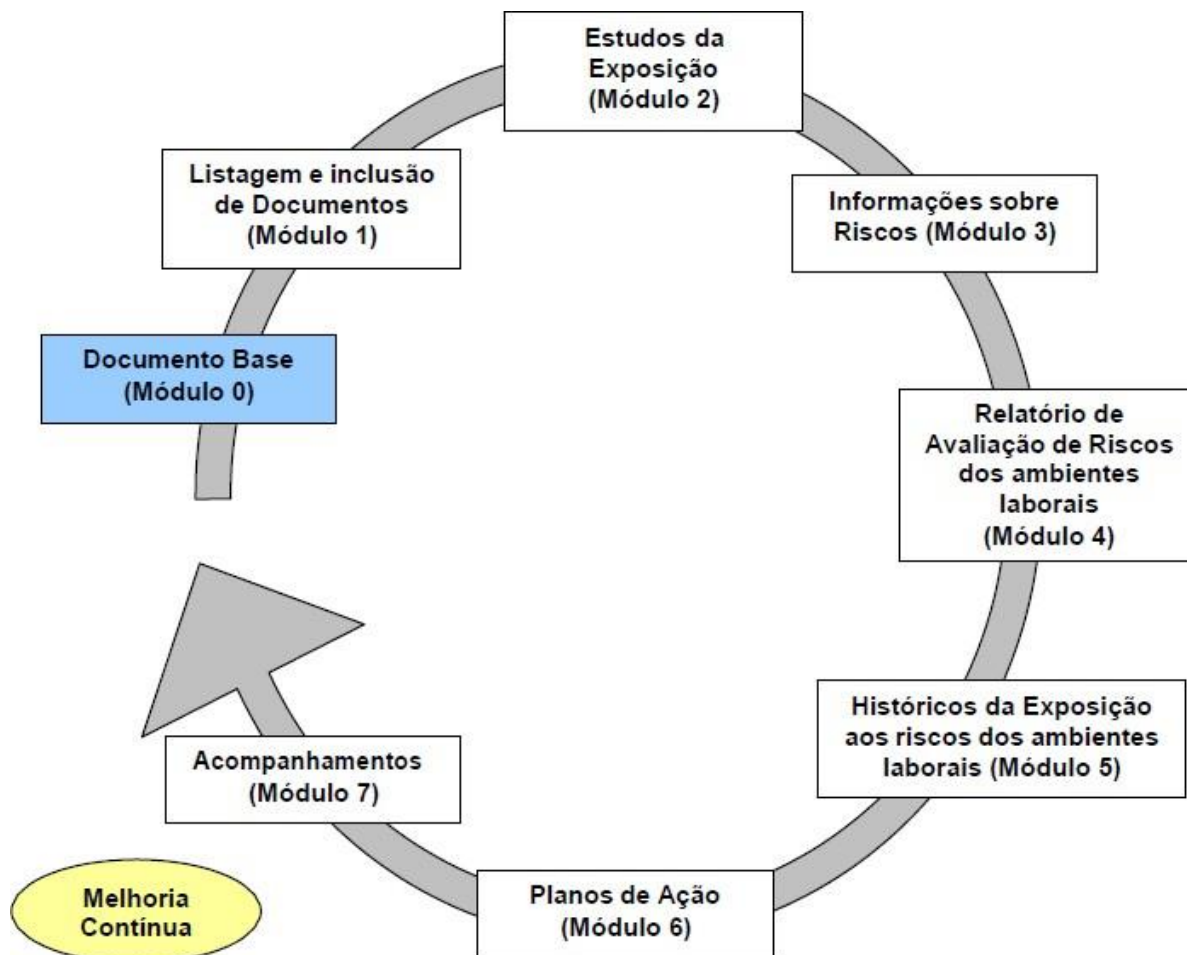 Estudos da
Exposição
(Módulo 2)
Listagem e inclusão
de Documentos
(Módulo 1)
Informações sobre
Riscos (Módulo 3)
Documento Base
(Módulo 0)
Relatório de
Avaliação de Riscos
dos ambientes
laborais
(Módulo 4)
Históricos da Exposição
aos riscos dos ambientes
laborais (Módulo 5)
Acompanhamentos
(Módulo 7)
Planos de Ação
(Módulo 6)
Melhoria
Contínua